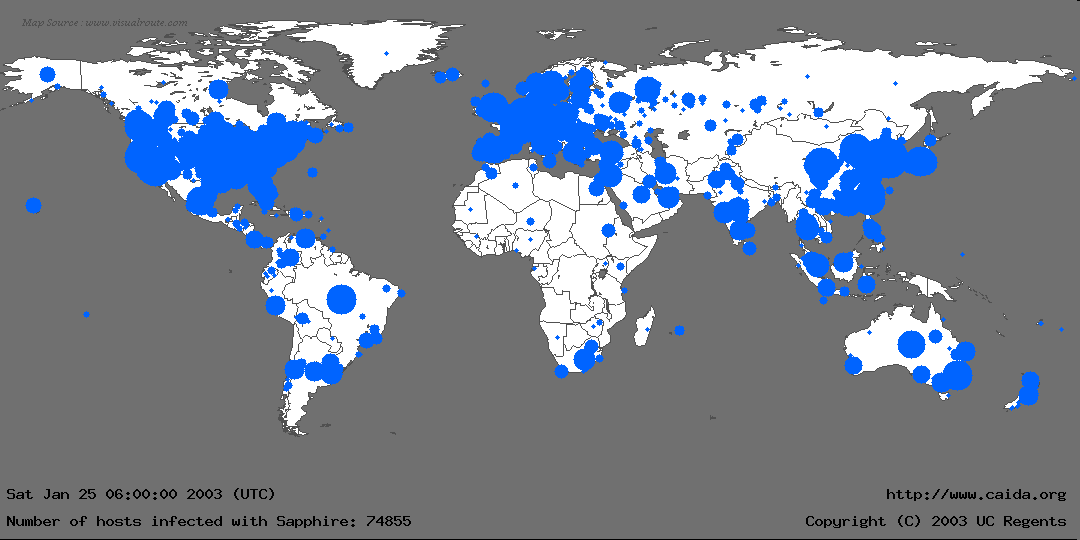 Map Source : www.visualroute.com
Sat Jan 25 06:00:00 2003 (UTC)
http://www.caida.org
Number of hosts infected with Sapphire: 74855
Copyright (C) 2003 UC Regents